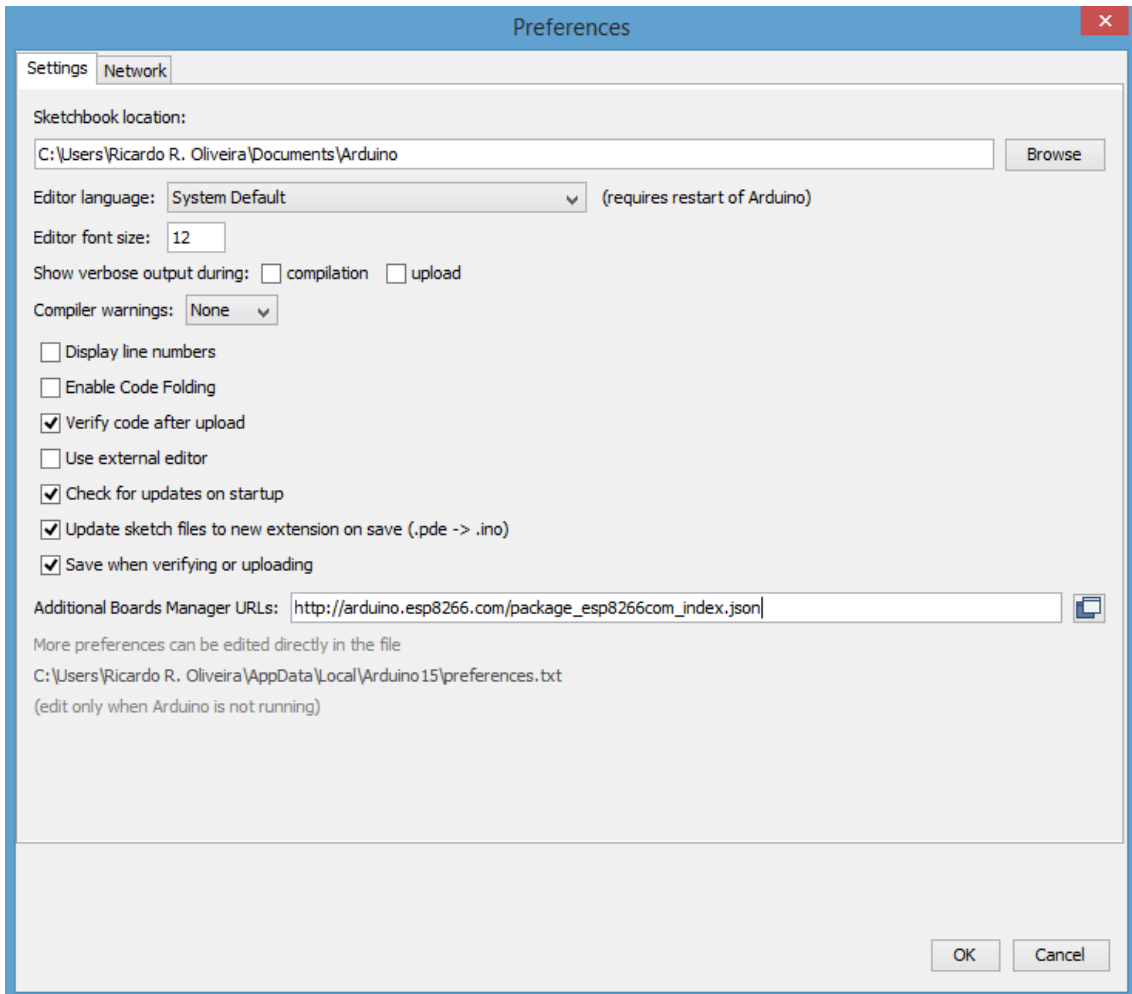 Preferences
Settings Network
Sketchbook location:
C:\Users\Ricardo R. Oliveira\Documents\Arduino Browse
Editor language: System Default (requires restart of Arduino)
Editor font size: 12
Show verbose output during: compilation upload
Compiler warnings: None
Display line numbers
Enable Code Folding
Verify code after upload
Use external editor
Check for updates on startup
Update sketch files to new extension on save (.pde -> .ino)
Save when verifying or uploading
Additional Boards Manager URLs: http://arduino.esp8266.com/package_esp8266com_index.json
More preferences can be edited directly in the file
C:\Users\Ricardo R. Oliveira\AppData\Local\Arduino15\preferences.txt
(edit only when Arduino is not running)
OK Cancel